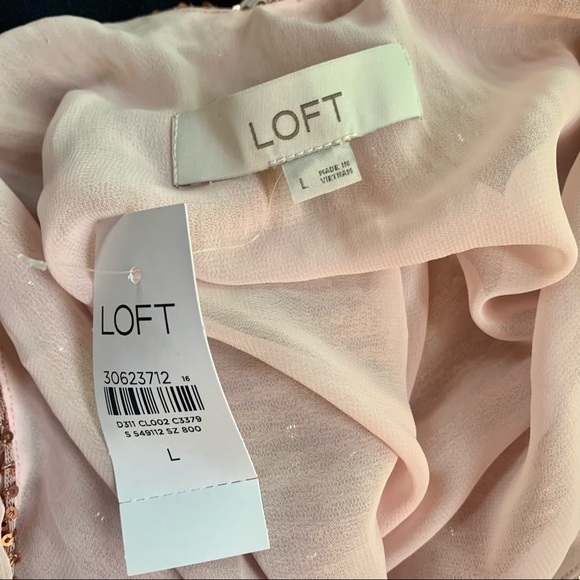 LOFT
L MADE IN
VIETNAM
LOFT
30623712 16
D311 CL002 C3379
S 549112 SZ 800
L